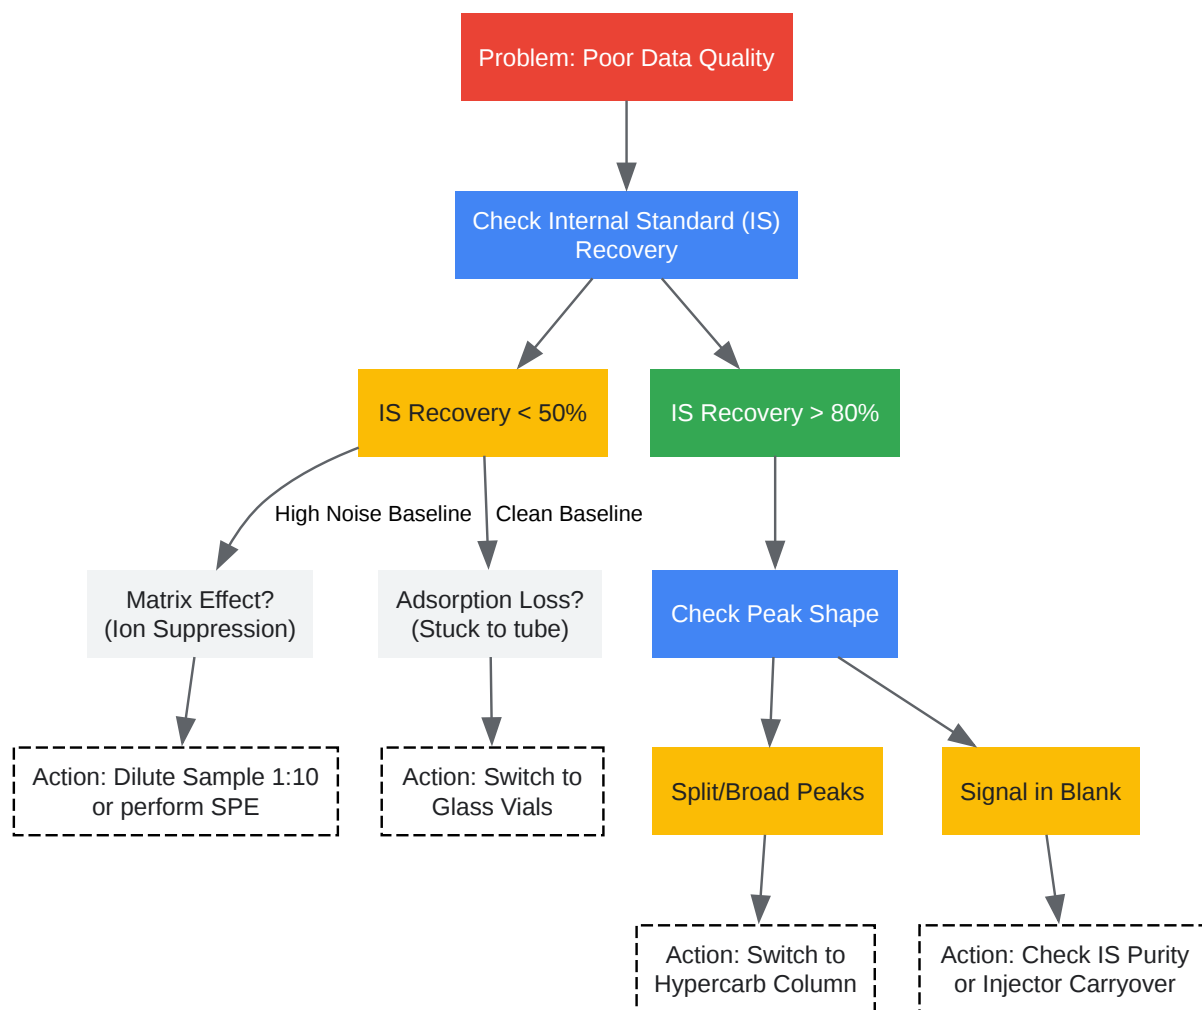 Problem: Poor Data Quality
Check Internal Standard (IS)
Recovery
IS Recovery < 50%
IS Recovery > 80%
High Noise Baseline
Clean Baseline
Matrix Effect?
(Ion Suppression)
Adsorption Loss?
(Stuck to tube)
Check Peak Shape
Action: Dilute Sample 1:10
or perform SPE
Action: Switch to
Glass Vials
Split/Broad Peaks
Signal in Blank
Action: Switch to
Hypercarb Column
Action: Check IS Purity
or Injector Carryover